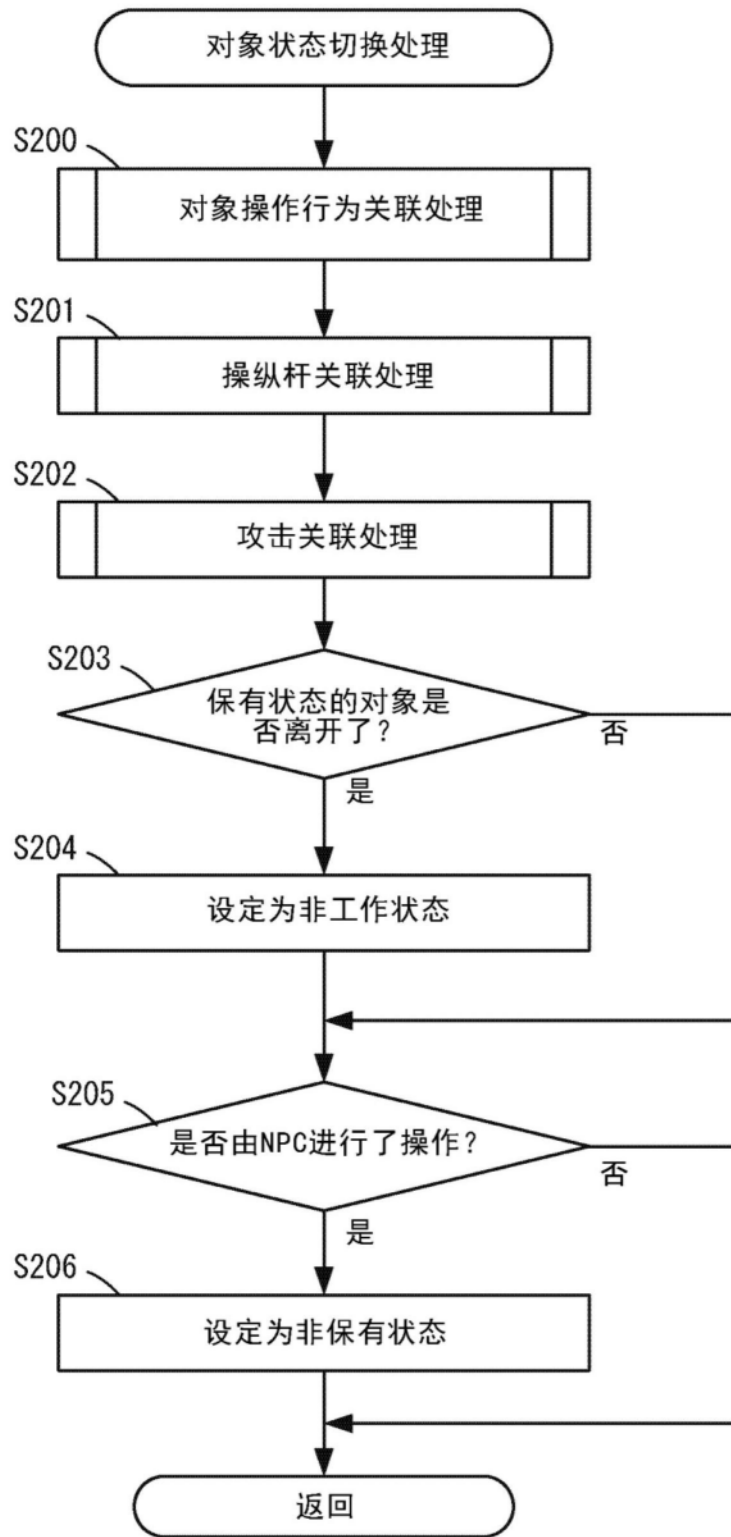 对象状态切换处理
S200
对象操作行为关联处理
S201
操纵杆关联处理
S202
攻击关联处理
S203
保有状态的对象是
否离开了？
否
是
S204
设定为非工作状态
S205
是否由NPC进行了操作？
否
是
S206
设定为非保有状态
返回